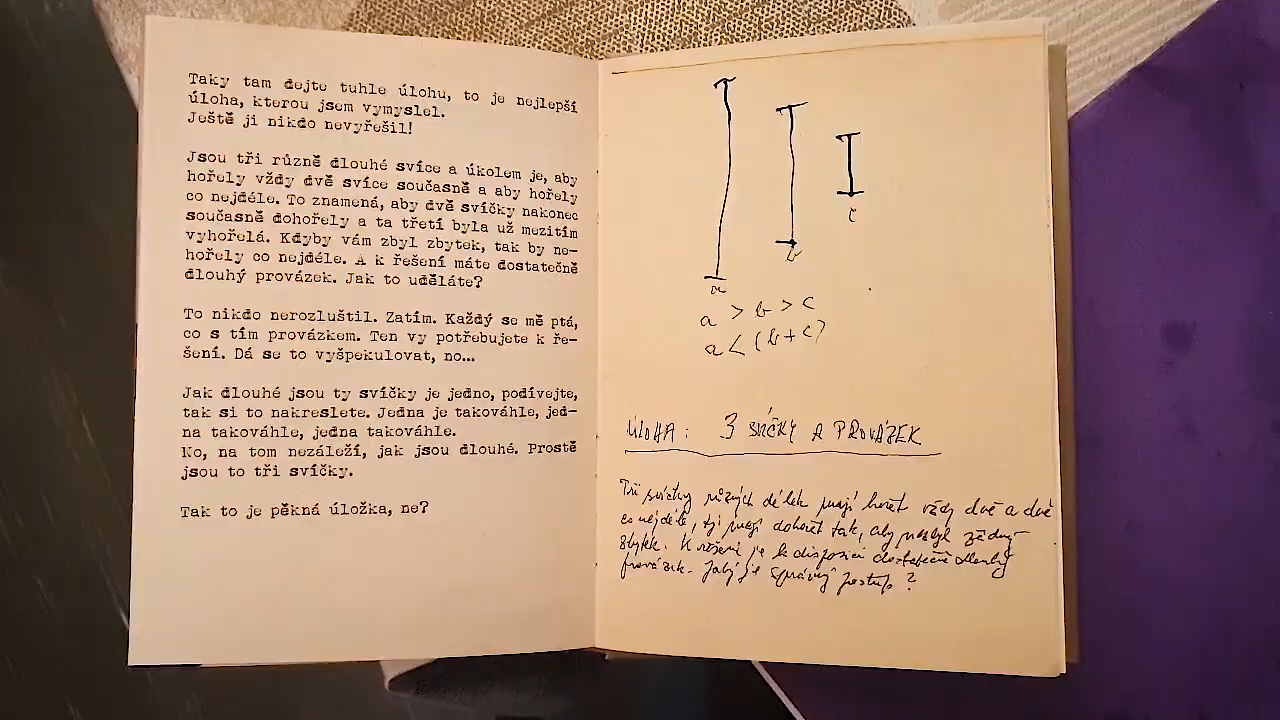 Taky tam dejte tuhle úlohu, to je nejlepší
úloha, kterou jsem vymyslel.
Ještě ji nikdo nevyřešil!
Jsou tři různě dlouhé svíce a úkolem je, aby
hořely vždy dvě svíce současně a aby hořely
co nejdéle. To znamená, aby dvě svíčky nakonec
současně dohořely a ta třetí byla už mezitím
vyhořelá. Kdyby vám zbyl zbytek, tak by ne-
hořely co nejdéle. A k řešení máte dostatečně
dlouhý provázek. Jak to uděláte?
To nikdo nerozluštil. Zatím. Každý se mě ptá,
co s tím provázkem. Ten vy potřebujete k ře-
šení. Dá se to vyšpekulovat, no...
Jak dlouhé jsou ty svíčky je jedno, podívejte,
tak si to nakreslete. Jedna je takováhle, jed-
na takováhle, jedna takováhle.
No, na tom nezáleží, jak jsou dlouhé. Prostě
jsou to tři svíčky.
Tak to je pěkná úložka, ne?
a
b
c
a > b > c
a < (b + c)
ÚLOHA: 3 SVÍČKY A PROVÁZEK
Tři svíčky různých délek mají hořet vždy dvě a dvě
co nejdéle, tj mají dohořet tak, aby nezbyl žádný
zbytek. K řešení je k disposici dostatečně dlouhý
provázek. Jaký je správný postup?